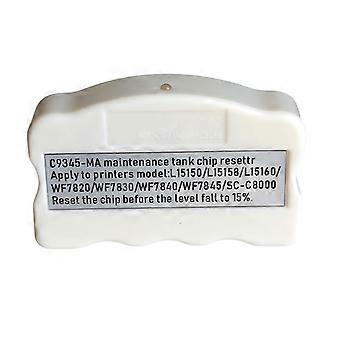 C9345-MA maintenance tank chip resettr
Apply to printers model:L15150/L15158/L15160/
WF7820/WF7830/WF7840/WF7845/SC-C8000
Reset the chip before the level fall to 15%.